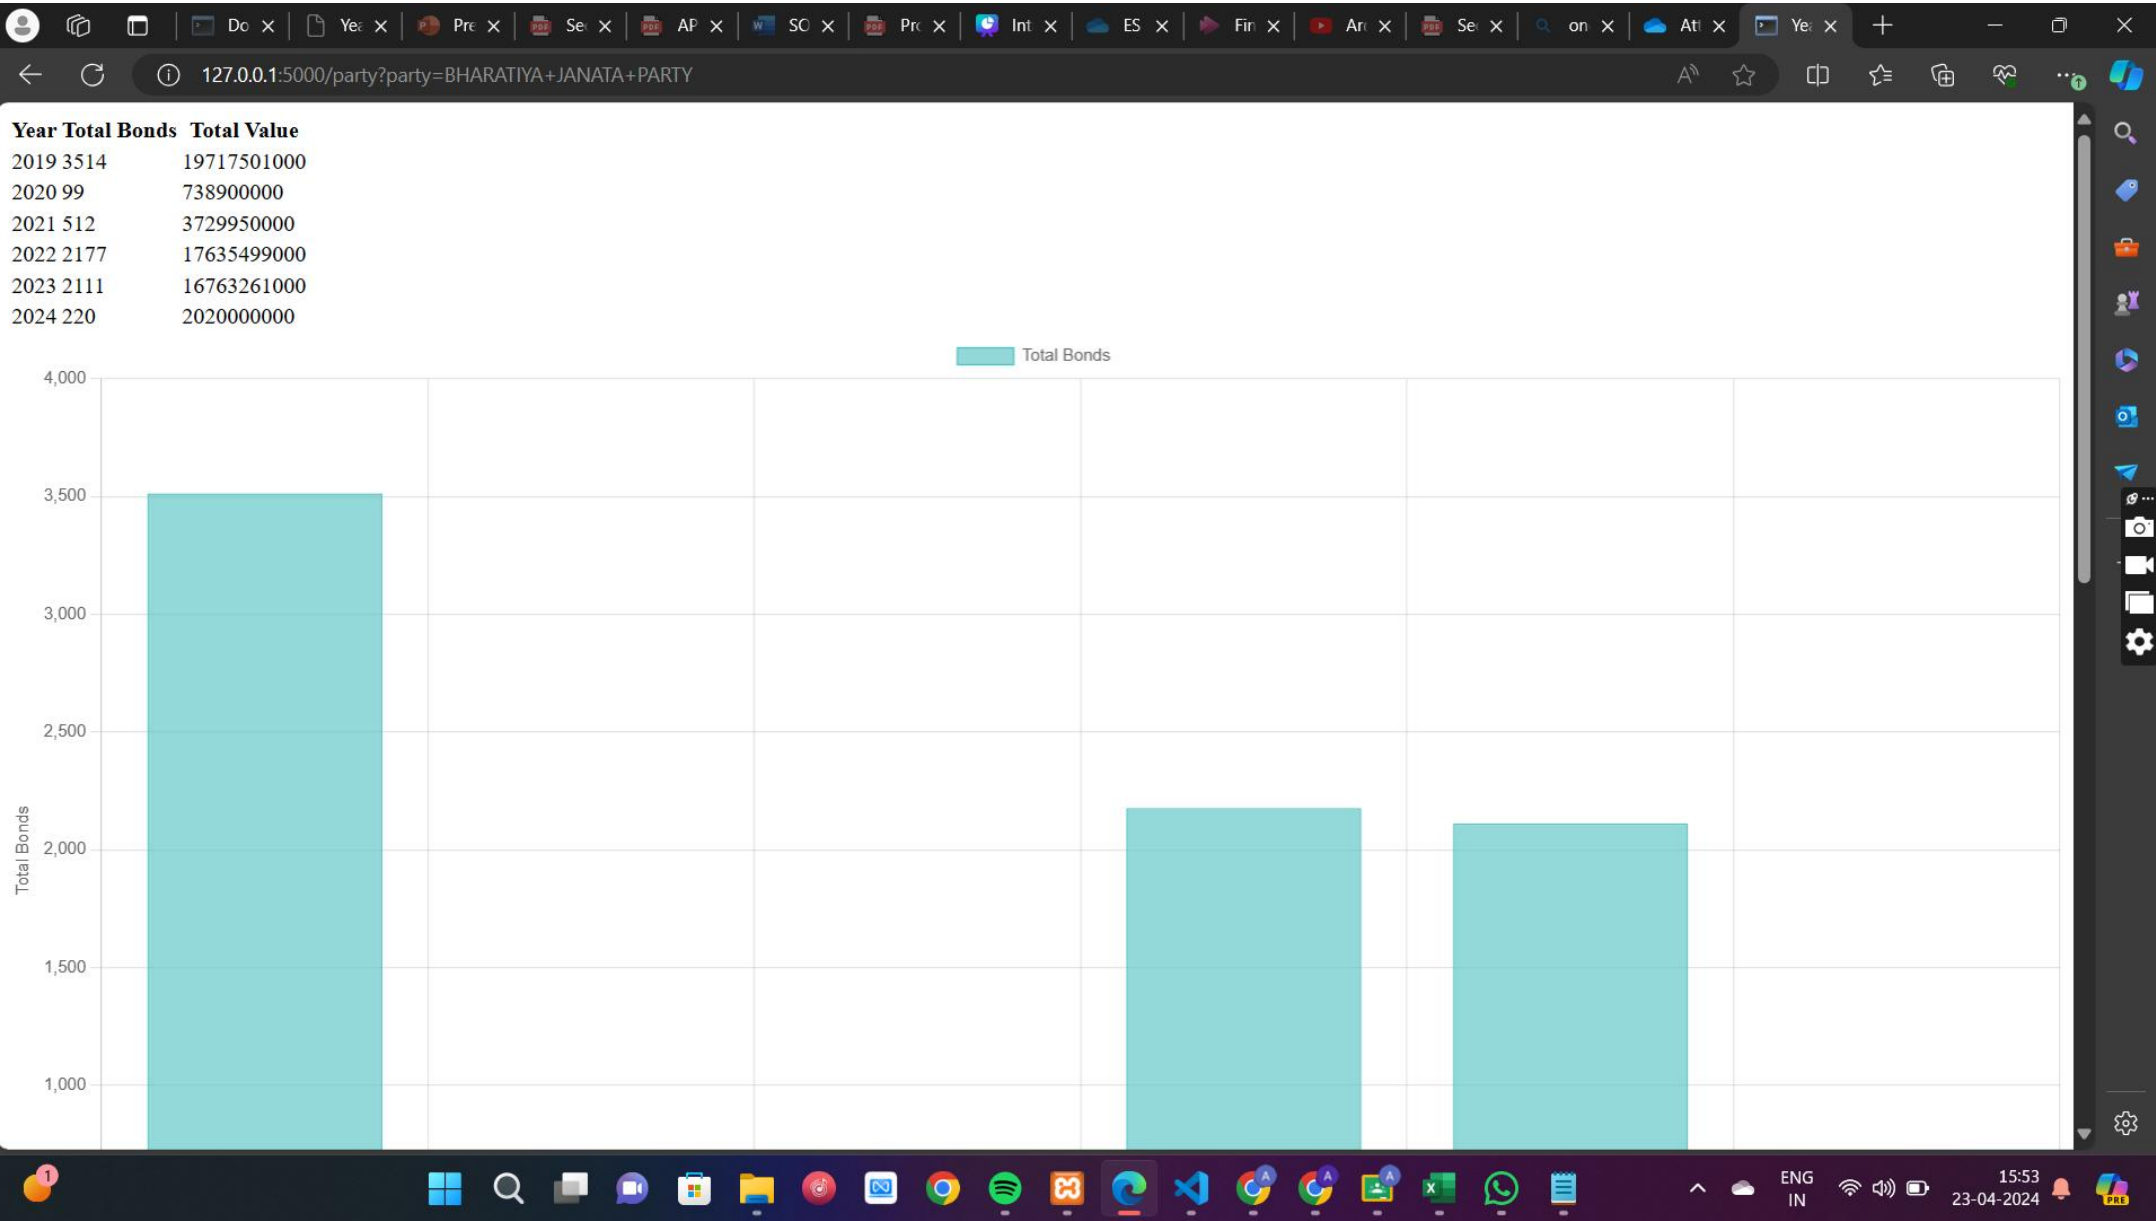 Do
Yea
Pre
Se
AP
SO
Pro
Int
ES
Fin
Arc
Se
on
Att
Yea
127.0.0.1:5000/party?party=BHARATIYA+JANATA+PARTY
Year Total Bonds Total Value
2019 3514 19717501000
2020 99 738900000
2021 512 3729950000
2022 2177 17635499000
2023 2111 16763261000
2024 220 2020000000
Total Bonds
4,000
3,500
3,000
2,500
2,000
1,500
1,000
Total Bonds
1
ENG
IN
15:53
23-04-2024
PRE